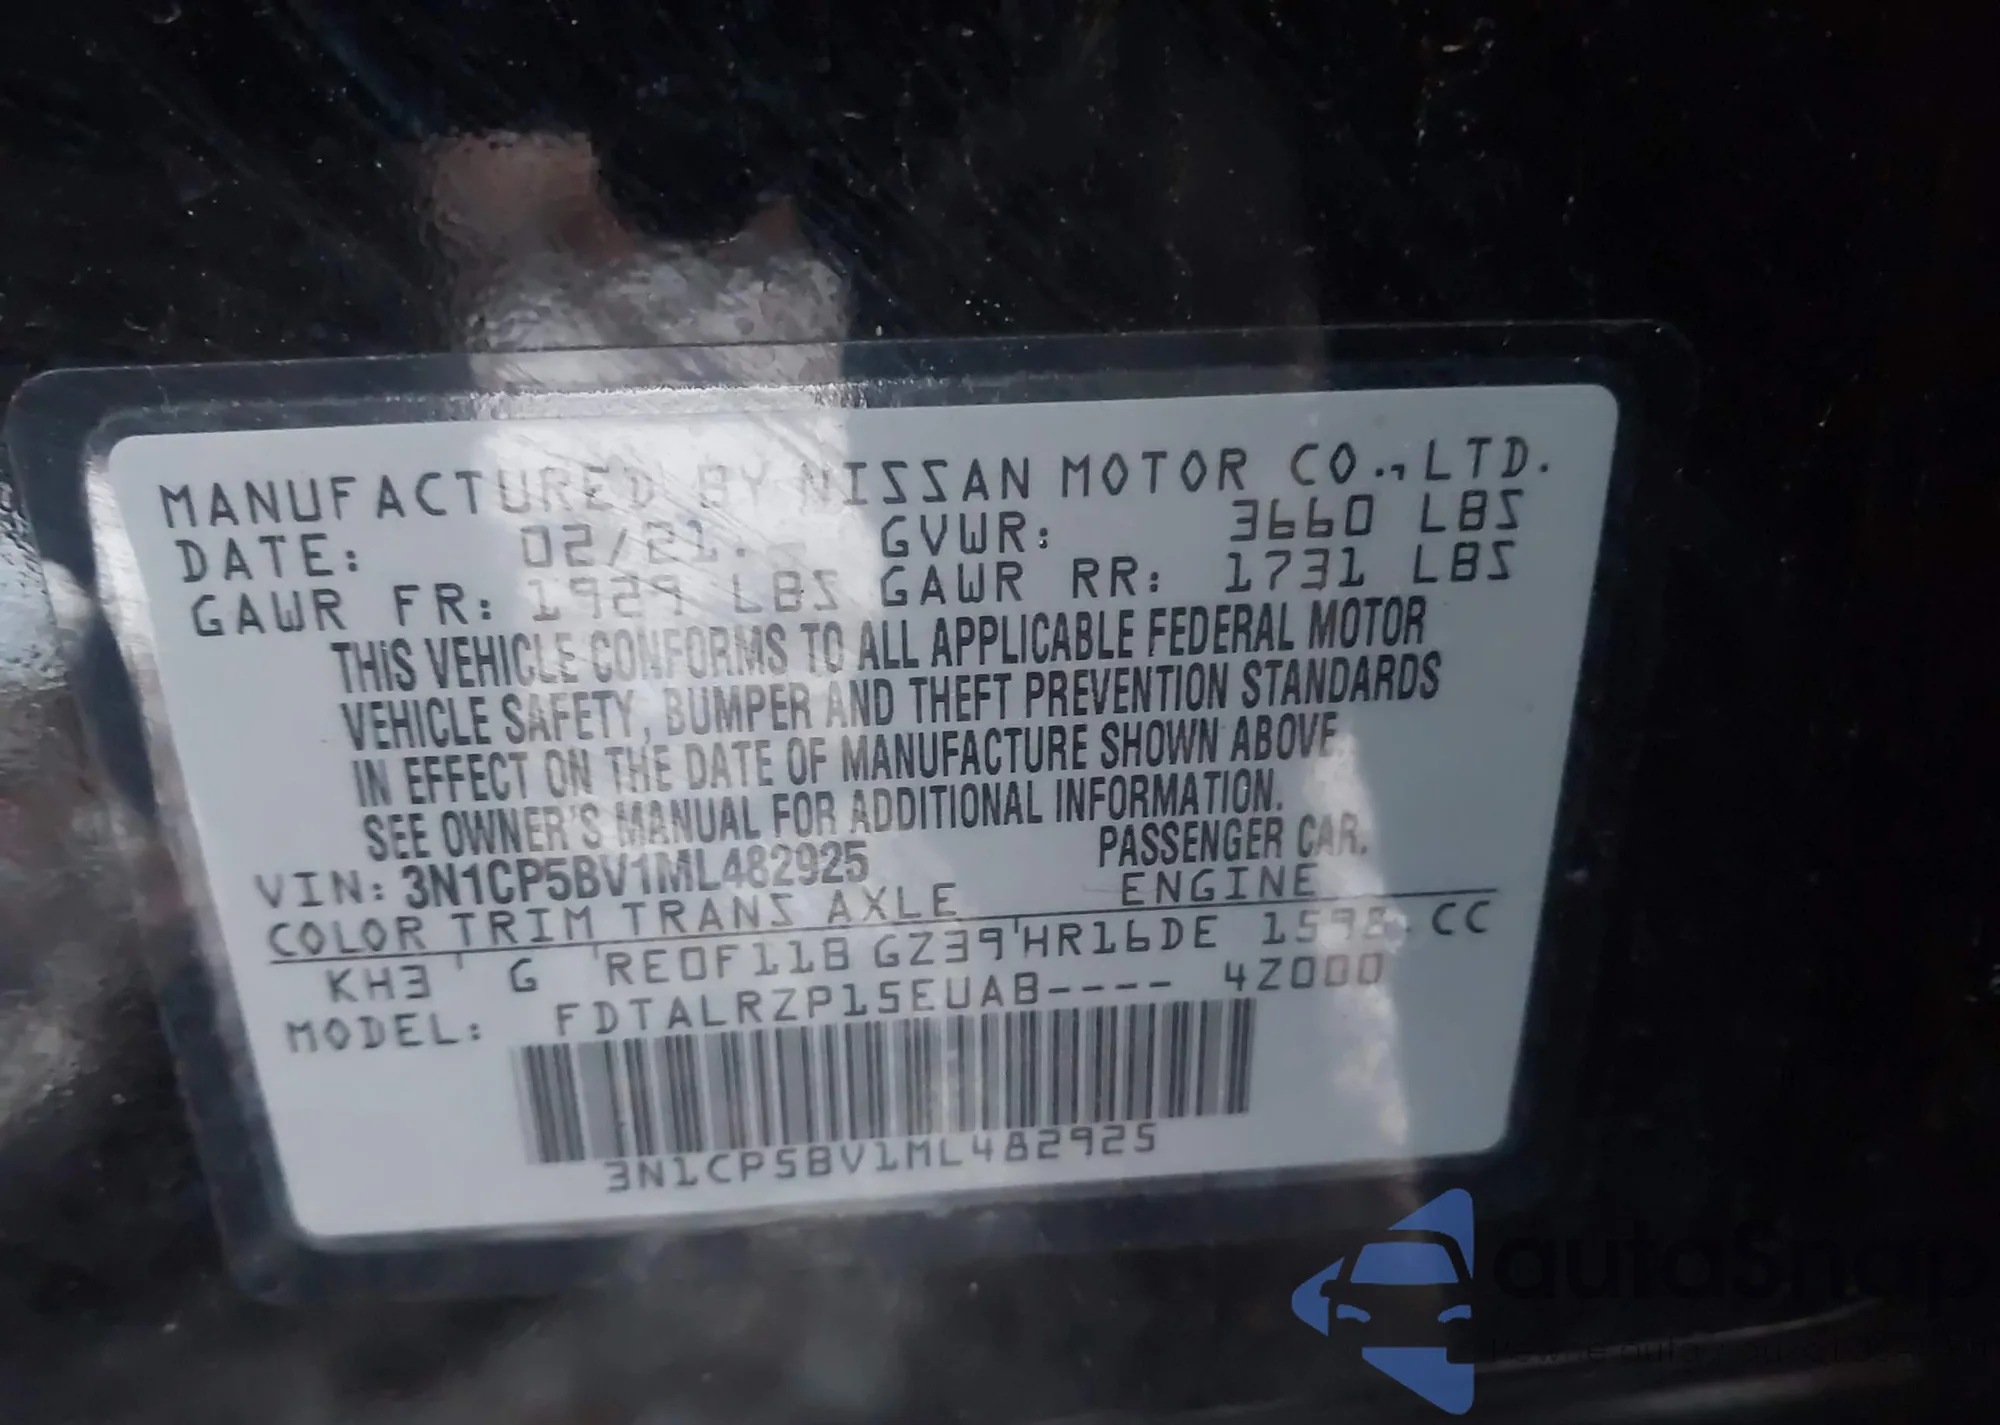 MANUFACTURED BY NISSAN MOTOR CO., LTD.
DATE: 02/21. GVWR: 3660 LBS
GAWR FR: 1929 LBS GAWR RR: 1731 LBS
THIS VEHICLE CONFORMS TO ALL APPLICABLE FEDERAL MOTOR
VEHICLE SAFETY, BUMPER AND THEFT PREVENTION STANDARDS
IN EFFECT ON THE DATE OF MANUFACTURE SHOWN ABOVE.
SEE OWNER'S MANUAL FOR ADDITIONAL INFORMATION.
VIN: 3N1CP5BV1ML482925 PASSENGER CAR.
COLOR TRIM TRANS AXLE ENGINE
KH3 G RE0F11B GZ39 HR16DE 1598 CC
MODEL: FDTALRZP15EUAB---- 4Z000
3N1CP5BV1ML482925
autoSnap